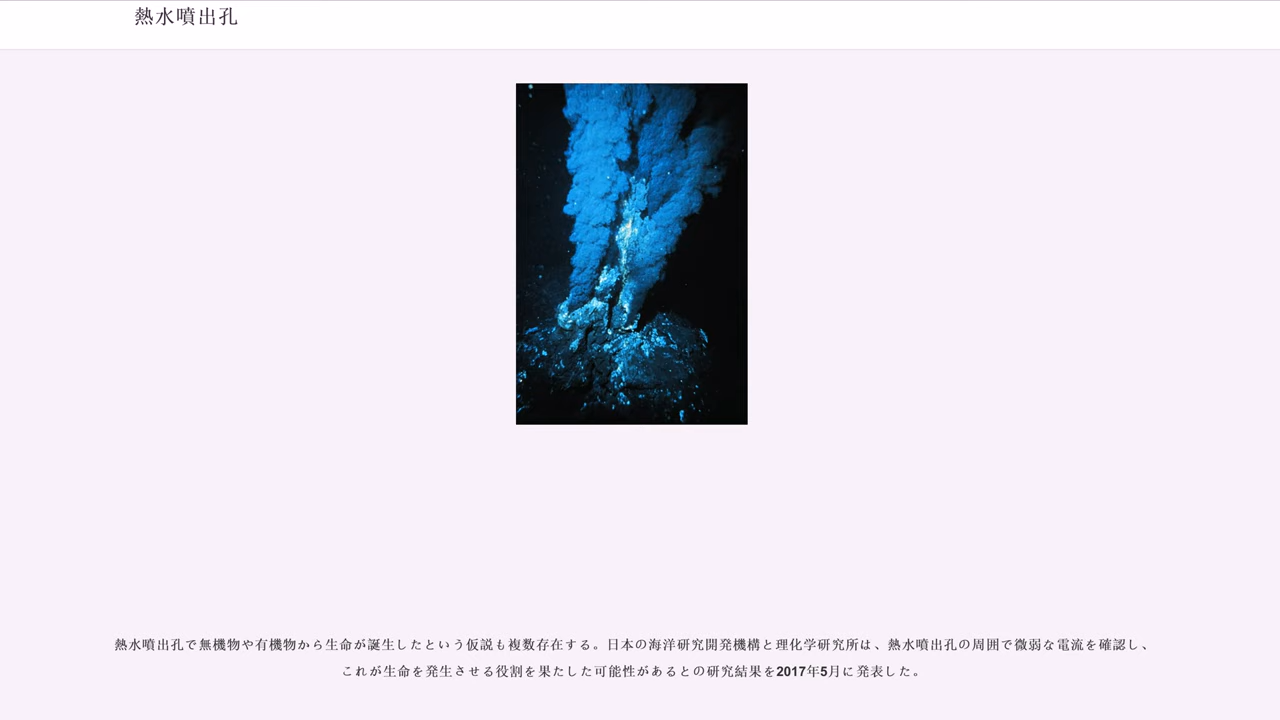 熱水噴出孔
熱水噴出孔で無機物や有機物から生命が誕生したという仮説も複数存在する。日本の海洋研究開発機構と理化学研究所は、熱水噴出孔の周囲で微弱な電流を確認し、
これが生命を発生させる役割を果たした可能性があるとの研究結果を2017年5月に発表した。